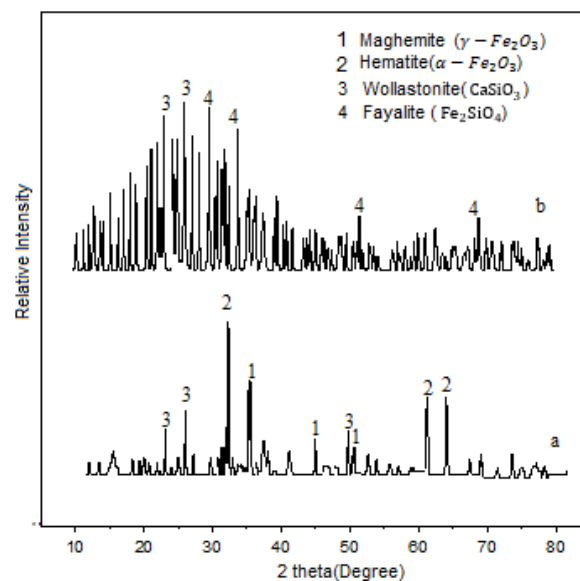 1 Maghemite (γ − Fe₂O₃)
2 Hematite(α − Fe₂O₃)
3 Wollastonite(CaSiO₃)
4 Fayalite (Fe₂SiO₄)
3 3 4 4
4 4 b
2
1
3 3
1 3 1
2 2
a
Relative Intensity
10 20 30 40 50 60 70 80
2 theta(Degree)